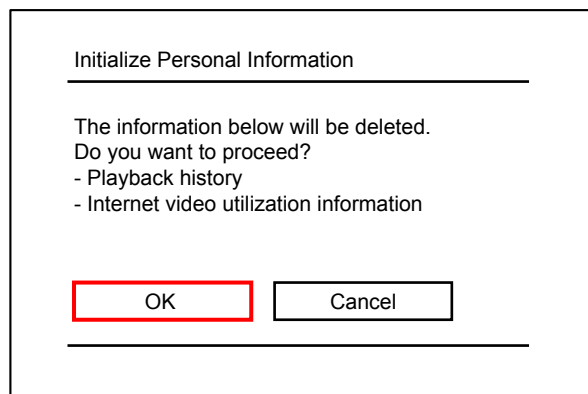 Initialize Personal Information
The information below will be deleted.
Do you want to proceed?
- Playback history
- Internet video utilization information
OK
Cancel